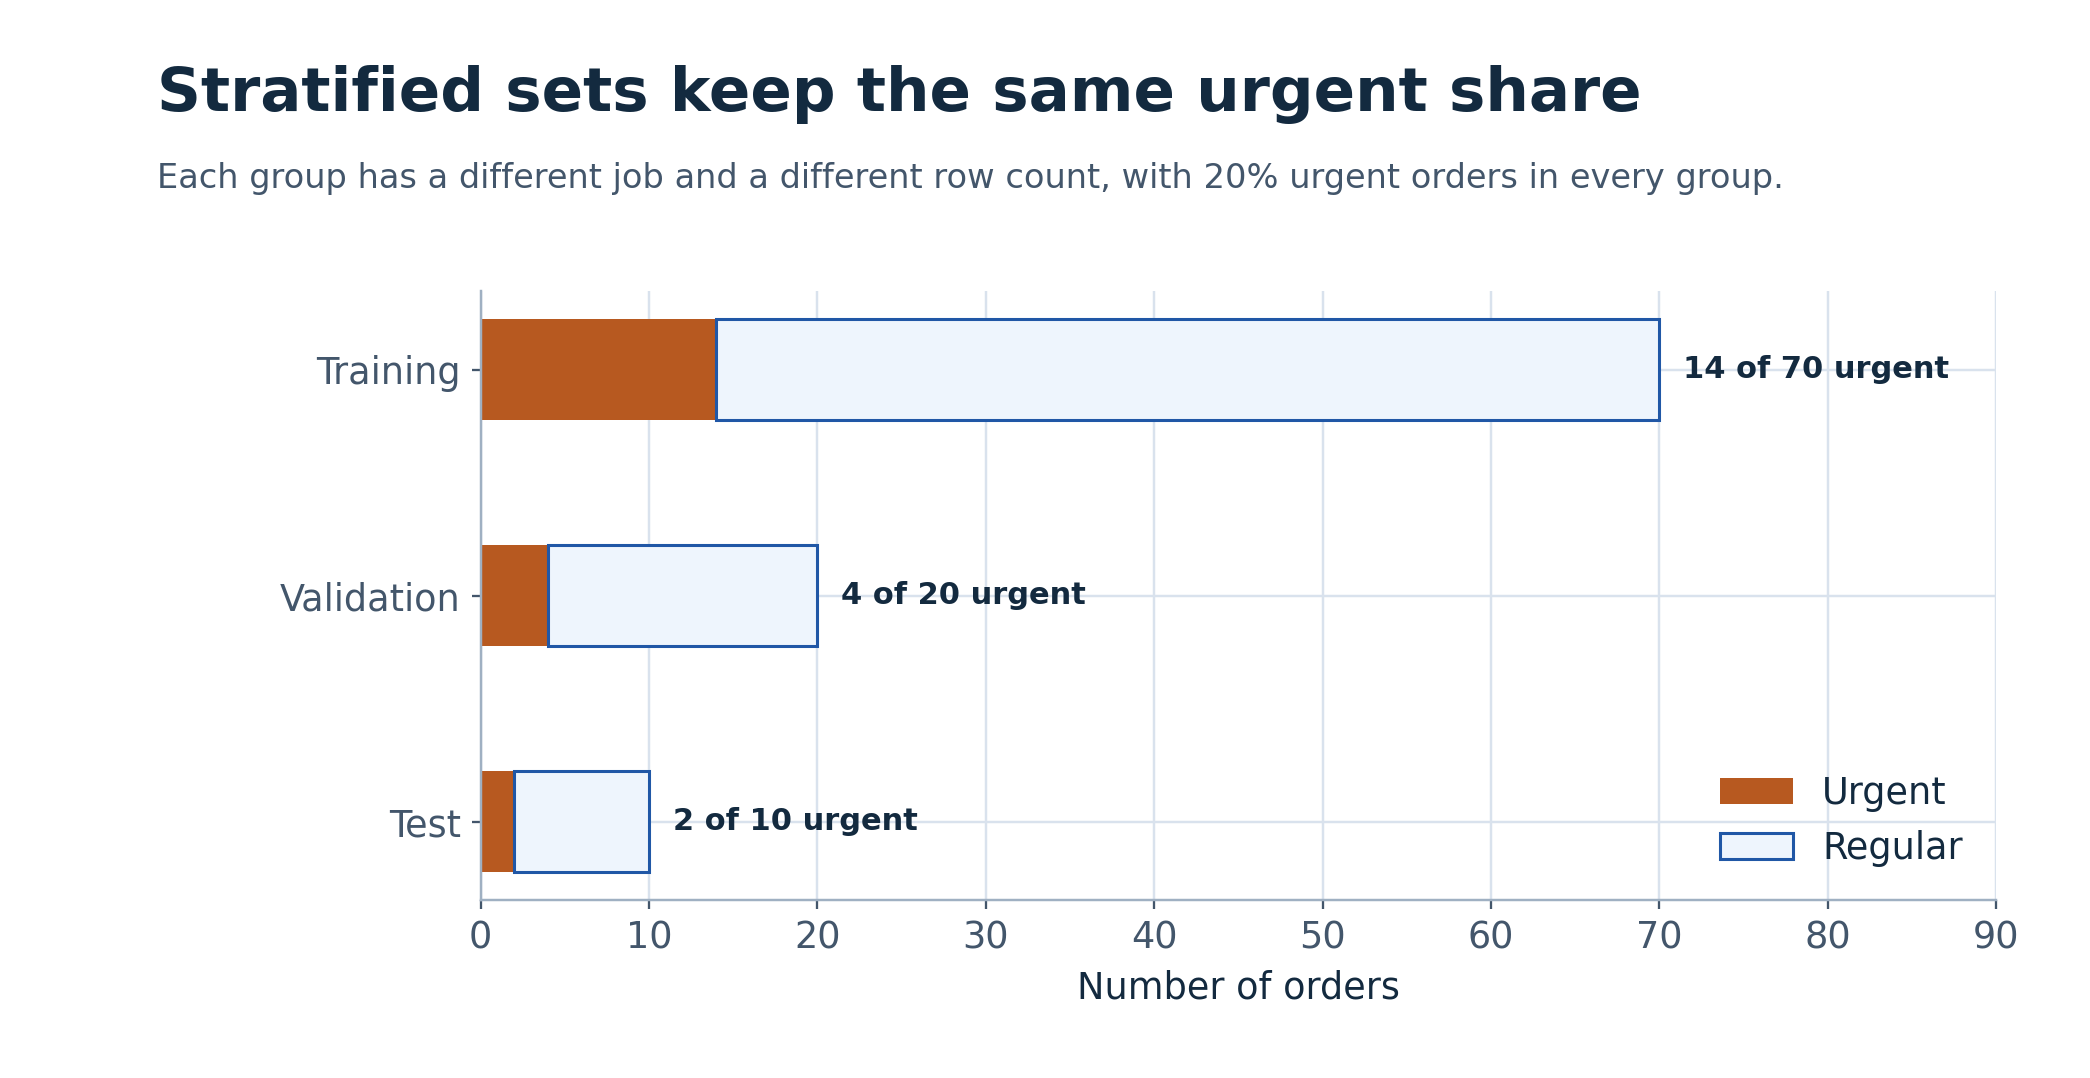 Stratified sets keep the same urgent share
Each group has a different job and a different row count, with 20% urgent orders in every group.
Training
14 of 70 urgent
Validation
4 of 20 urgent
Test
2 of 10 urgent
Urgent
Regular
0 10 20 30 40 50 60 70 80 90
Number of orders